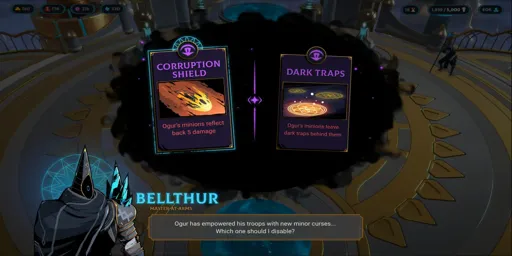 CORRUPTION
SHIELD
Ogur's minions reflect
back 5 damage
DARK TRAPS
Ogur's minions leave
dark traps behind them
BELLTHUR
MASTER-AT-ARMS
Ogur has empowered his troops with new minor curses...
Which one should I disable?